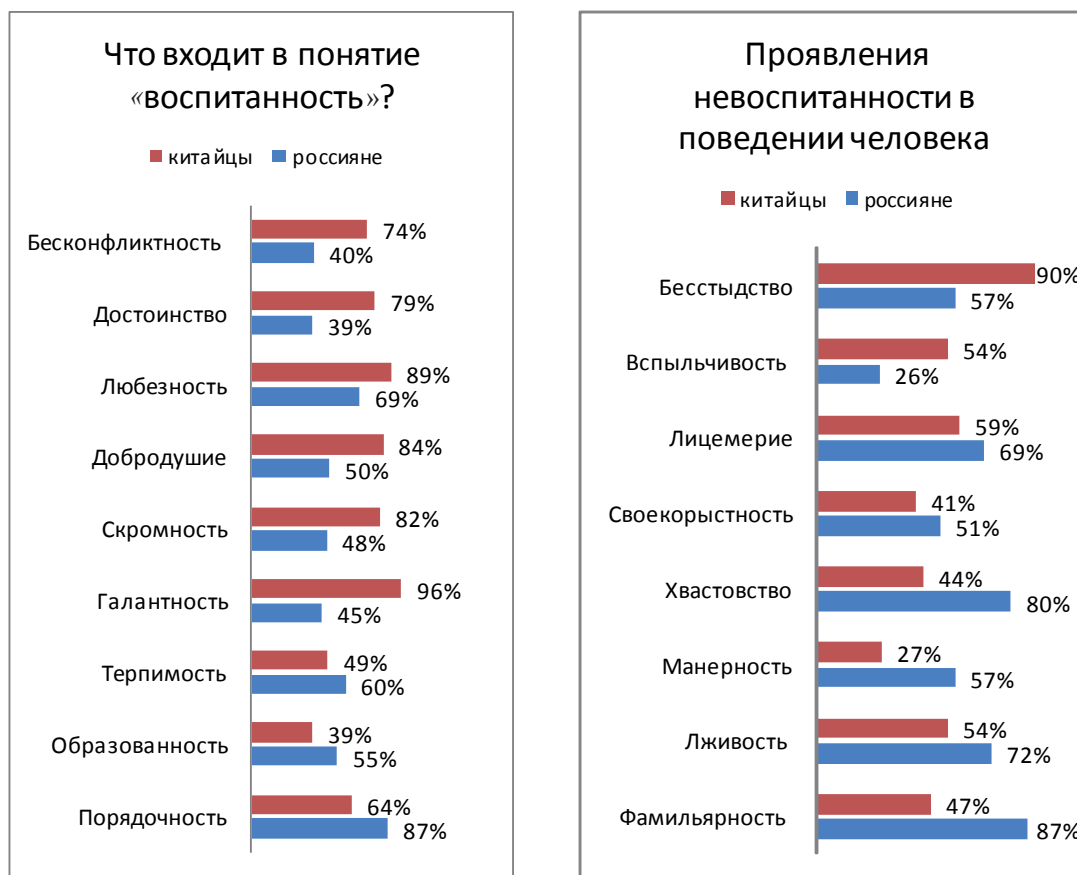 Что входит в понятие
«воспитанность»?
китайцы россияне
Бесконфликтность 74%
40%
Достоинство 79%
39%
Любезность 89%
69%
Добродушие 84%
50%
Скромность 82%
48%
Галантность 96%
45%
Терпимость 49%
60%
Образованность 39%
55%
Порядочность 64%
87%
Проявления
невоспитанности в
поведении человека
китайцы россияне
Бесстыдство 90%
57%
Вспыльчивость 54%
26%
Лицемерие 59%
69%
Своекорыстность 41%
51%
Хвастовство 44%
80%
Манерность 27%
57%
Лживость 54%
72%
Фамильярность 47%
87%